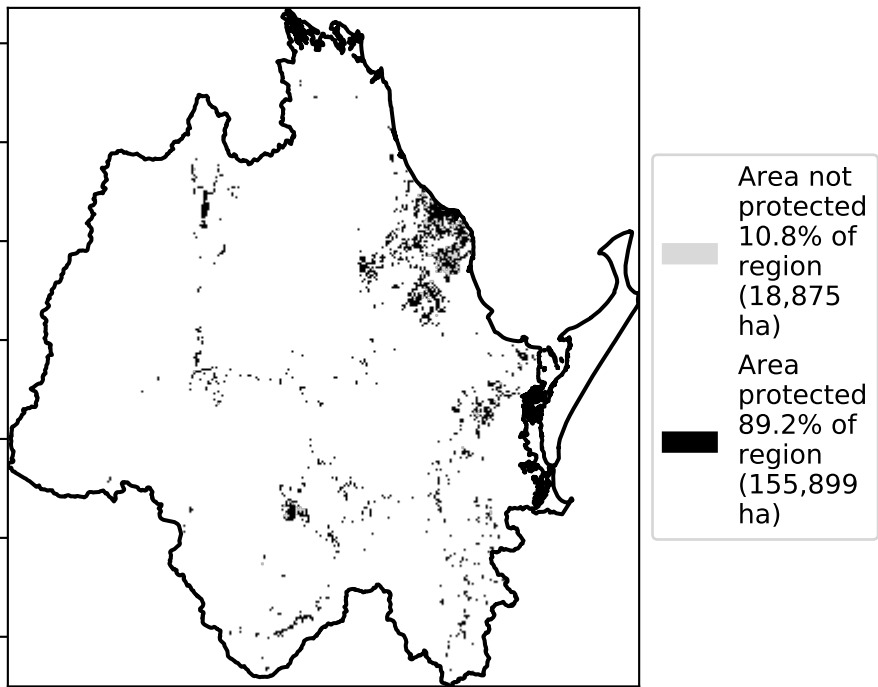 Area not
protected
10.8% of
region
(18,875
ha)
Area
protected
89.2% of
region
(155,899
ha)